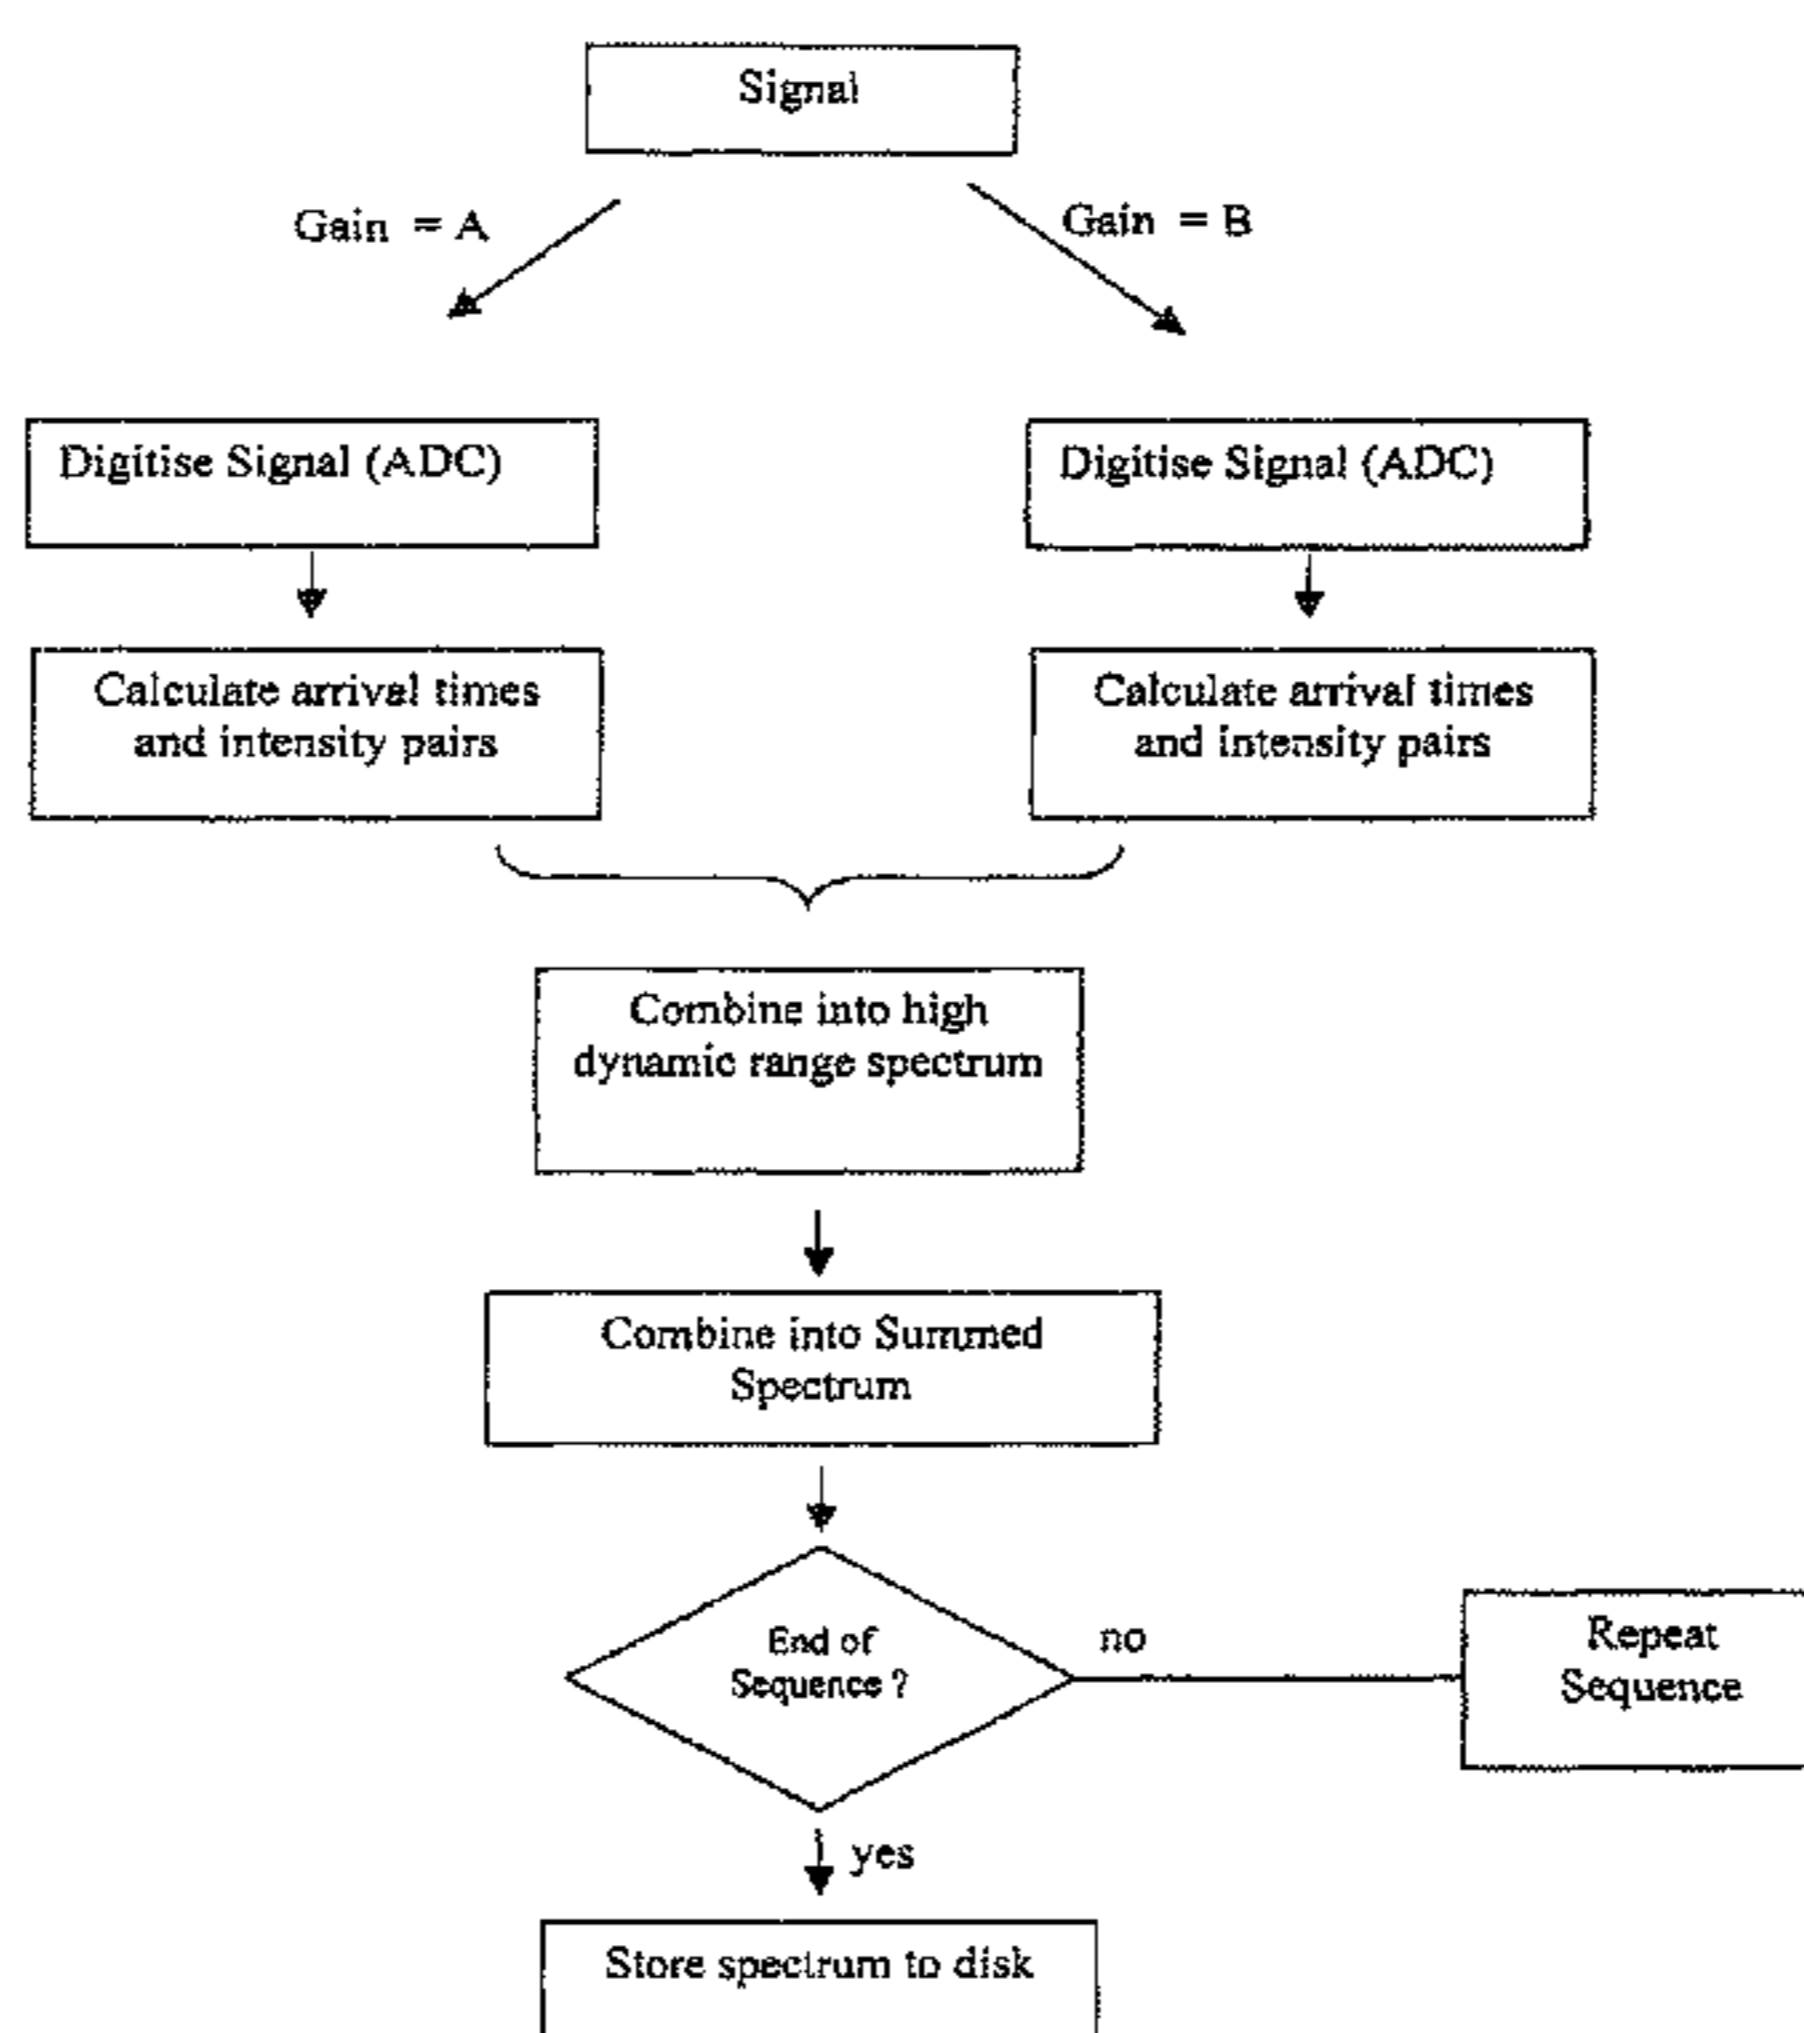 Signal
Gain = A
Gain = B
Digitise Signal (ADC)
Digitise Signal (ADC)
Calculate arrival times
and intensity pairs
Calculate arrival times
and intensity pairs
Combine into high
dynamic range spectrum
Combine into Summed
Spectrum
End of
Sequence ?
no
Repeat
Sequence
yes
Store spectrum to disk